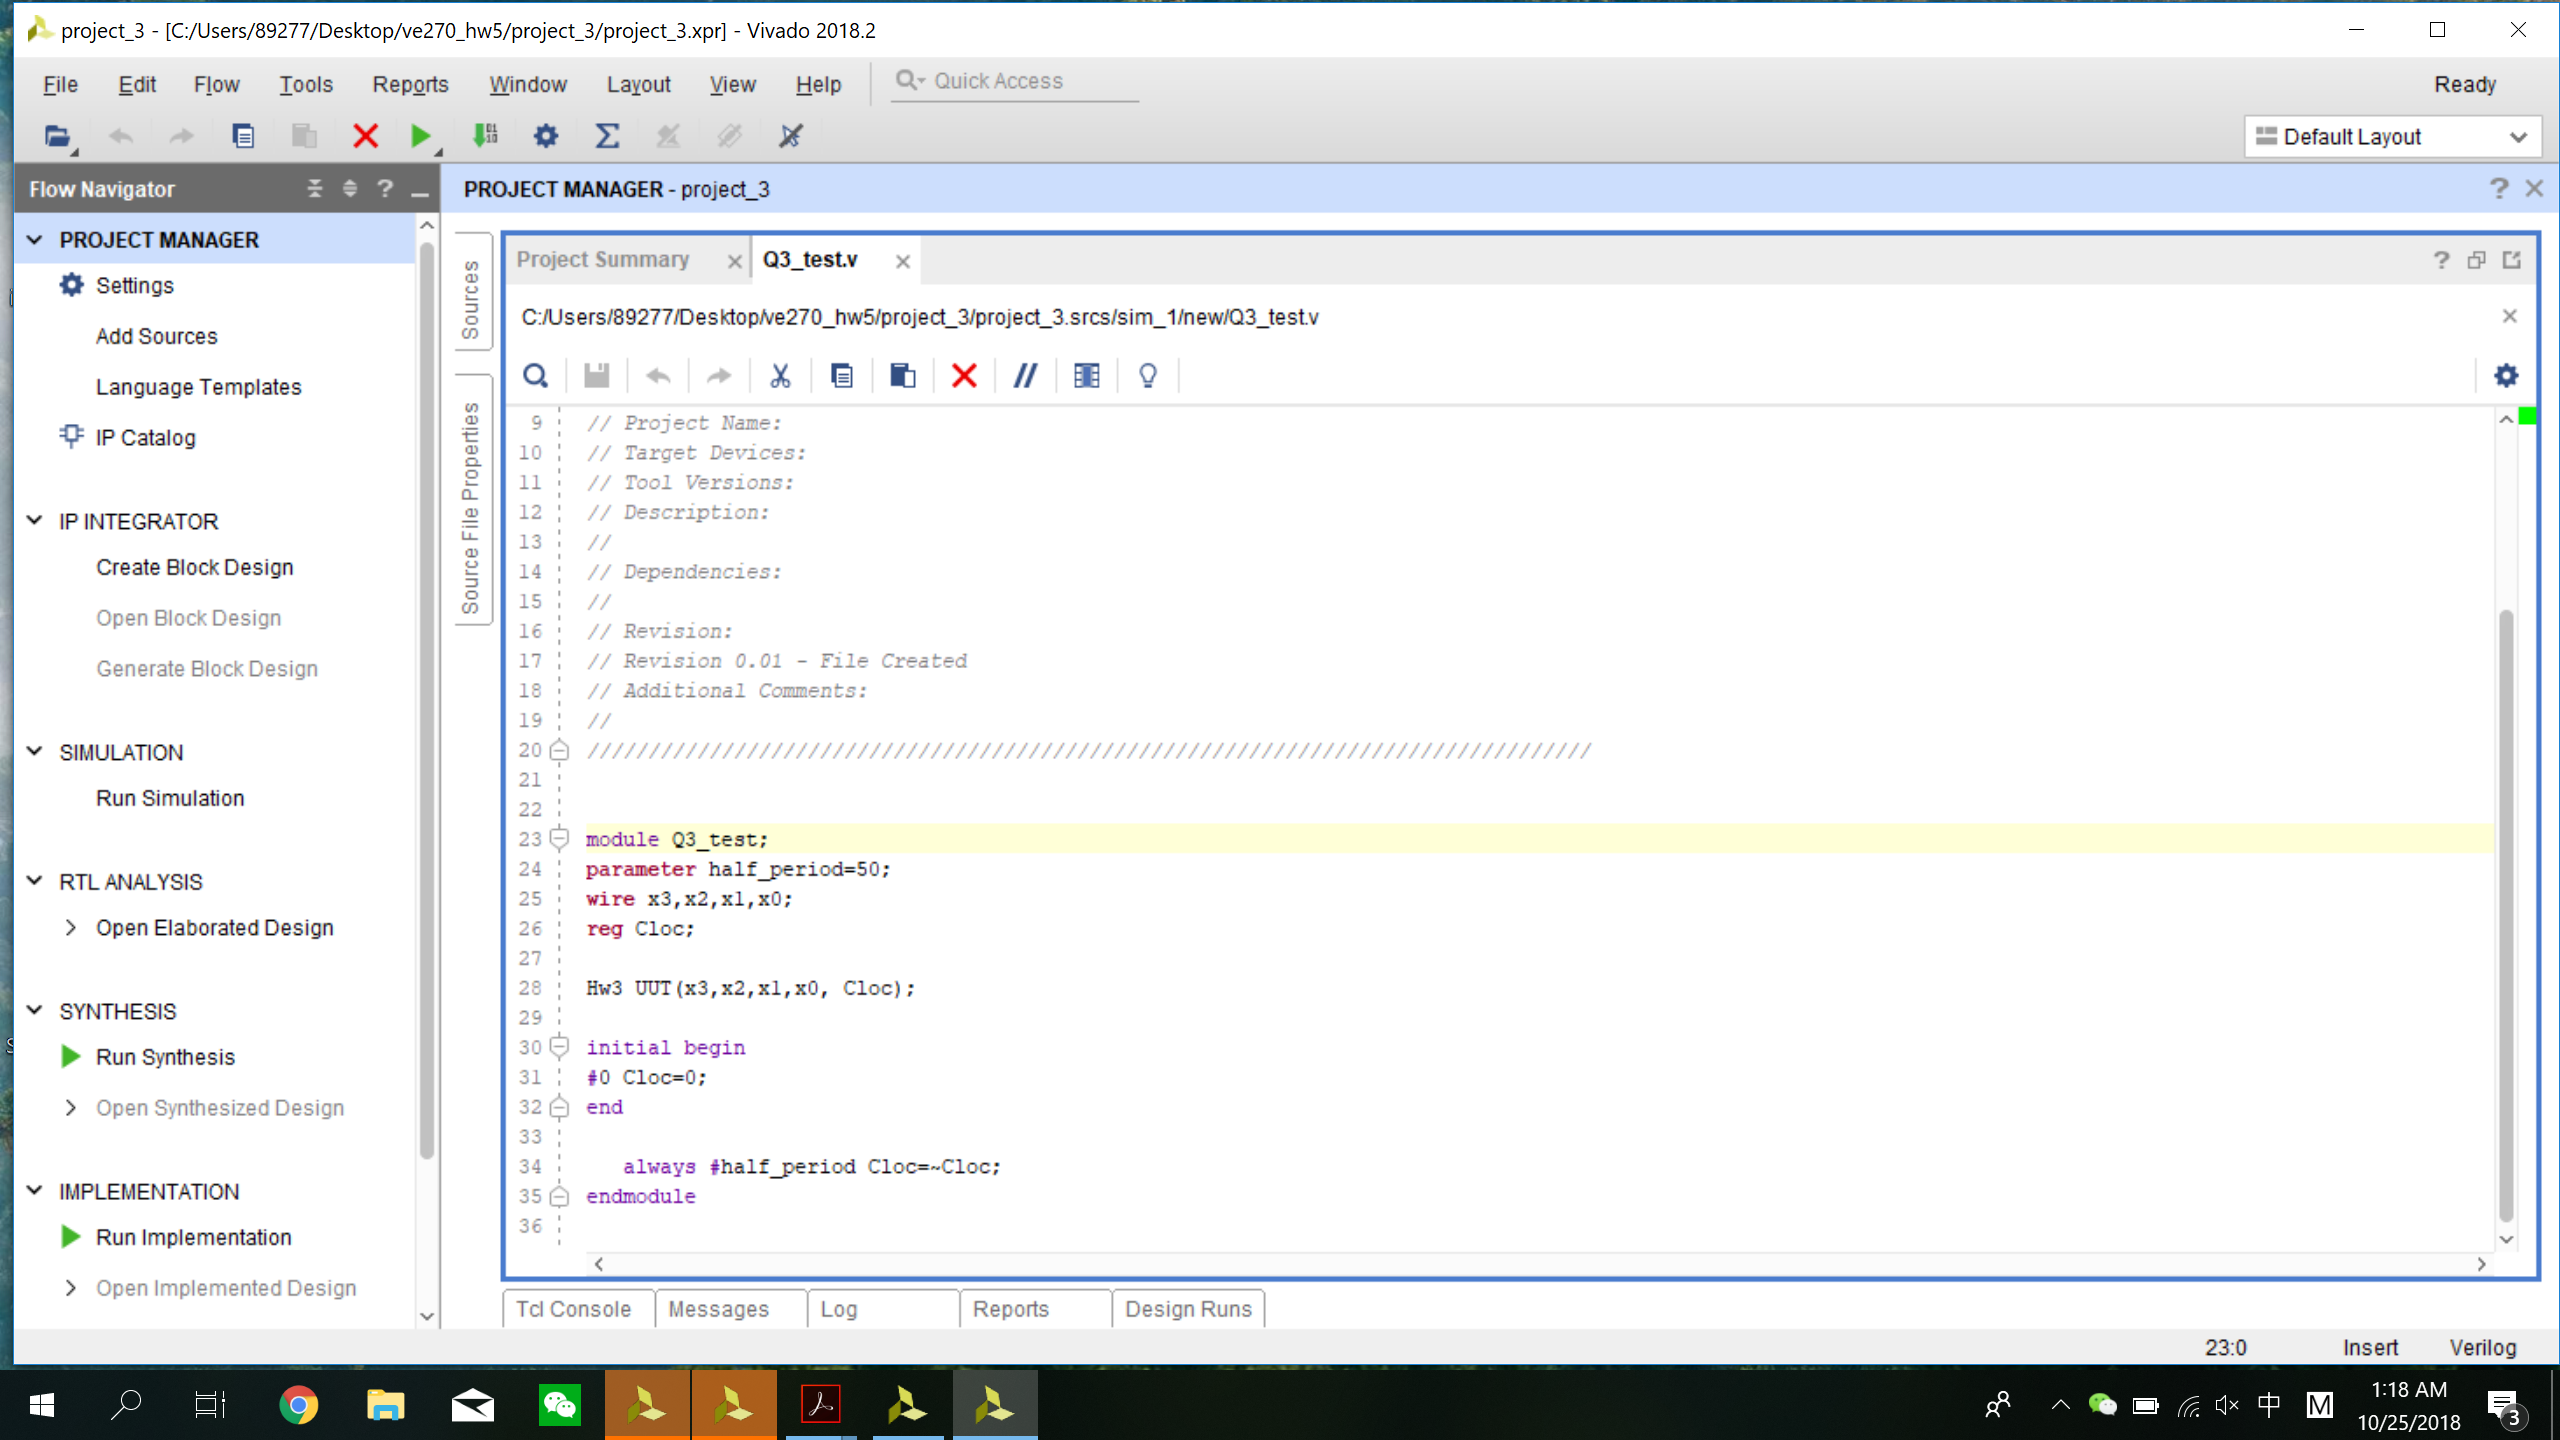 project_3 - [C:/Users/89277/Desktop/ve270_hw5/project_3/project_3.xpr] - Vivado 2018.2
File Edit Flow Tools Reports Window Layout View Help Quick Access Ready
Default Layout
Flow Navigator
PROJECT MANAGER - project_3
PROJECT MANAGER
Settings
Add Sources
Language Templates
IP Catalog
IP INTEGRATOR
Create Block Design
Open Block Design
Generate Block Design
SIMULATION
Run Simulation
RTL ANALYSIS
Open Elaborated Design
SYNTHESIS
Run Synthesis
Open Synthesized Design
IMPLEMENTATION
Run Implementation
Open Implemented Design
Sources
Source File Properties
Project Summary Q3_test.v
C:/Users/89277/Desktop/ve270_hw5/project_3/project_3.srcs/sim_1/new/Q3_test.v
9 // Project Name:
10 // Target Devices:
11 // Tool Versions:
12 // Description:
13 //
14 // Dependencies:
15 //
16 // Revision:
17 // Revision 0.01 - File Created
18 // Additional Comments:
19 //
20 //////////////////////////////////////////////////////////////////////////////////
21
22
23 module Q3_test;
24 parameter half_period=50;
25 wire x3,x2,x1,x0;
26 reg Cloc;
27
28 Hw3 UUT(x3,x2,x1,x0, Cloc);
29
30 initial begin
31 #0 Cloc=0;
32 end
33
34 always #half_period Cloc=~Cloc;
35 endmodule
36
Tcl Console Messages Log Reports Design Runs
23:0 Insert Verilog
中 M
1:18 AM
10/25/2018
3